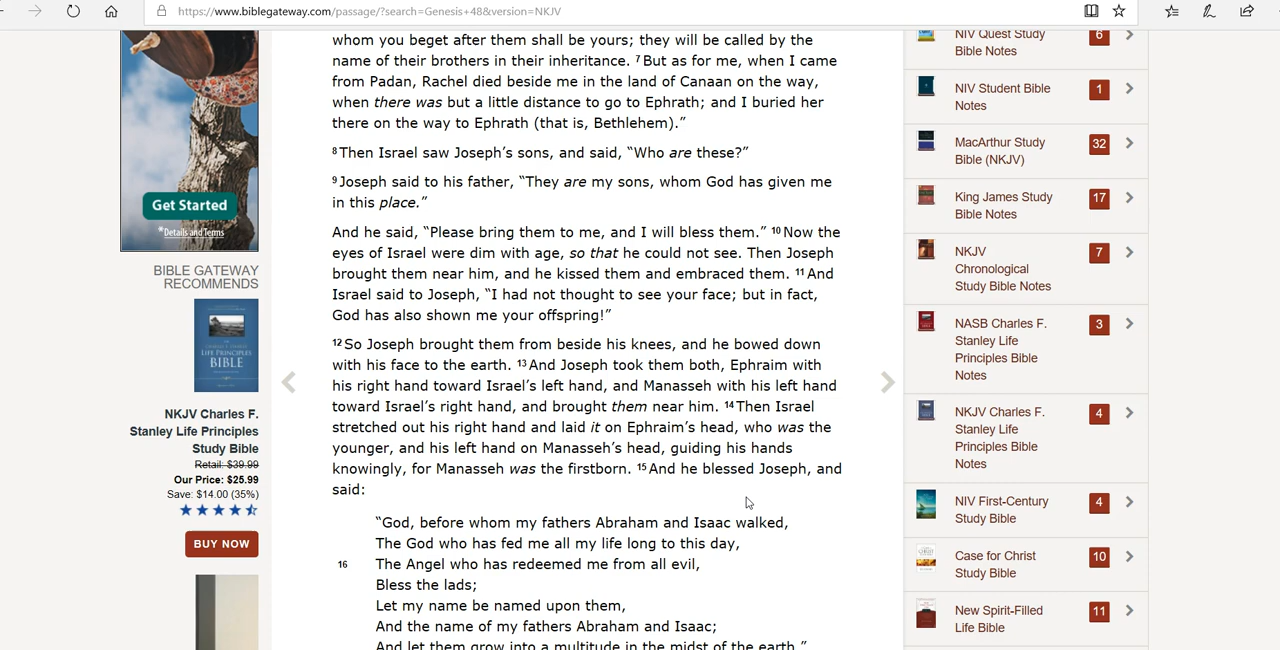 https://www.biblegateway.com/passage/?search=Genesis+48&version=NKJV
whom you beget after them shall be yours; they will be called by the
name of their brothers in their inheritance. 7 But as for me, when I came
from Padan, Rachel died beside me in the land of Canaan on the way,
when there was but a little distance to go to Ephrath; and I buried her
there on the way to Ephrath (that is, Bethlehem).”
8 Then Israel saw Joseph’s sons, and said, “Who are these?”
9 Joseph said to his father, “They are my sons, whom God has given me
in this place.”
And he said, “Please bring them to me, and I will bless them.” 10 Now the
eyes of Israel were dim with age, so that he could not see. Then Joseph
brought them near him, and he kissed them and embraced them. 11 And
Israel said to Joseph, “I had not thought to see your face; but in fact,
God has also shown me your offspring!”
12 So Joseph brought them from beside his knees, and he bowed down
with his face to the earth. 13 And Joseph took them both, Ephraim with
his right hand toward Israel’s left hand, and Manasseh with his left hand
toward Israel’s right hand, and brought them near him. 14 Then Israel
stretched out his right hand and laid it on Ephraim’s head, who was the
younger, and his left hand on Manasseh’s head, guiding his hands
knowingly, for Manasseh was the firstborn. 15 And he blessed Joseph, and
said:
“God, before whom my fathers Abraham and Isaac walked,
The God who has fed me all my life long to this day,
16 The Angel who has redeemed me from all evil,
Bless the lads;
Let my name be named upon them,
And the name of my fathers Abraham and Isaac;
And let them grow into a multitude in the midst of the earth.”
Get Started
*Details and Terms
BIBLE GATEWAY
RECOMMENDS
LIFE PRINCIPLES
BIBLE
NKJV Charles F.
Stanley Life Principles
Study Bible
Retail: $39.99
Our Price: $25.99
Save: $14.00 (35%)
BUY NOW
NIV Quest Study 6
Bible Notes
NIV Student Bible 1
Notes
MacArthur Study 32
Bible (NKJV)
King James Study 17
Bible Notes
NKJV 7
Chronological
Study Bible Notes
NASB Charles F. 3
Stanley Life
Principles Bible
Notes
NKJV Charles F. 4
Stanley Life
Principles Bible
Notes
NIV First-Century 4
Study Bible
Case for Christ 10
Study Bible
New Spirit-Filled 11
Life Bible